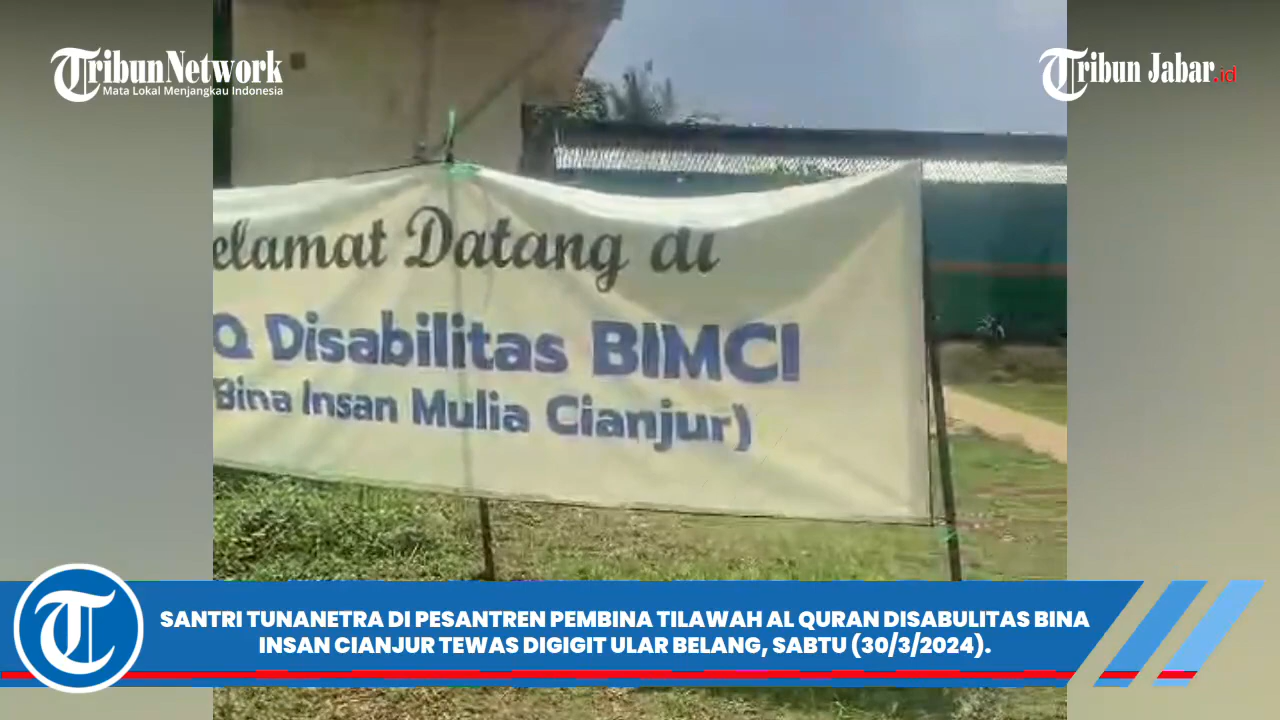 TribunNetwork
Mata Lokal Menjangkau Indonesia
Tribun Jabar.id
elamat Datang di
Q Disabilitas BIMCI
Bina Insan Mulia Cianjur)
SANTRI TUNANETRA DI PESANTREN PEMBINA TILAWAH AL QURAN DISABULITAS BINA
INSAN CIANJUR TEWAS DIGIGIT ULAR BELANG, SABTU (30/3/2024).